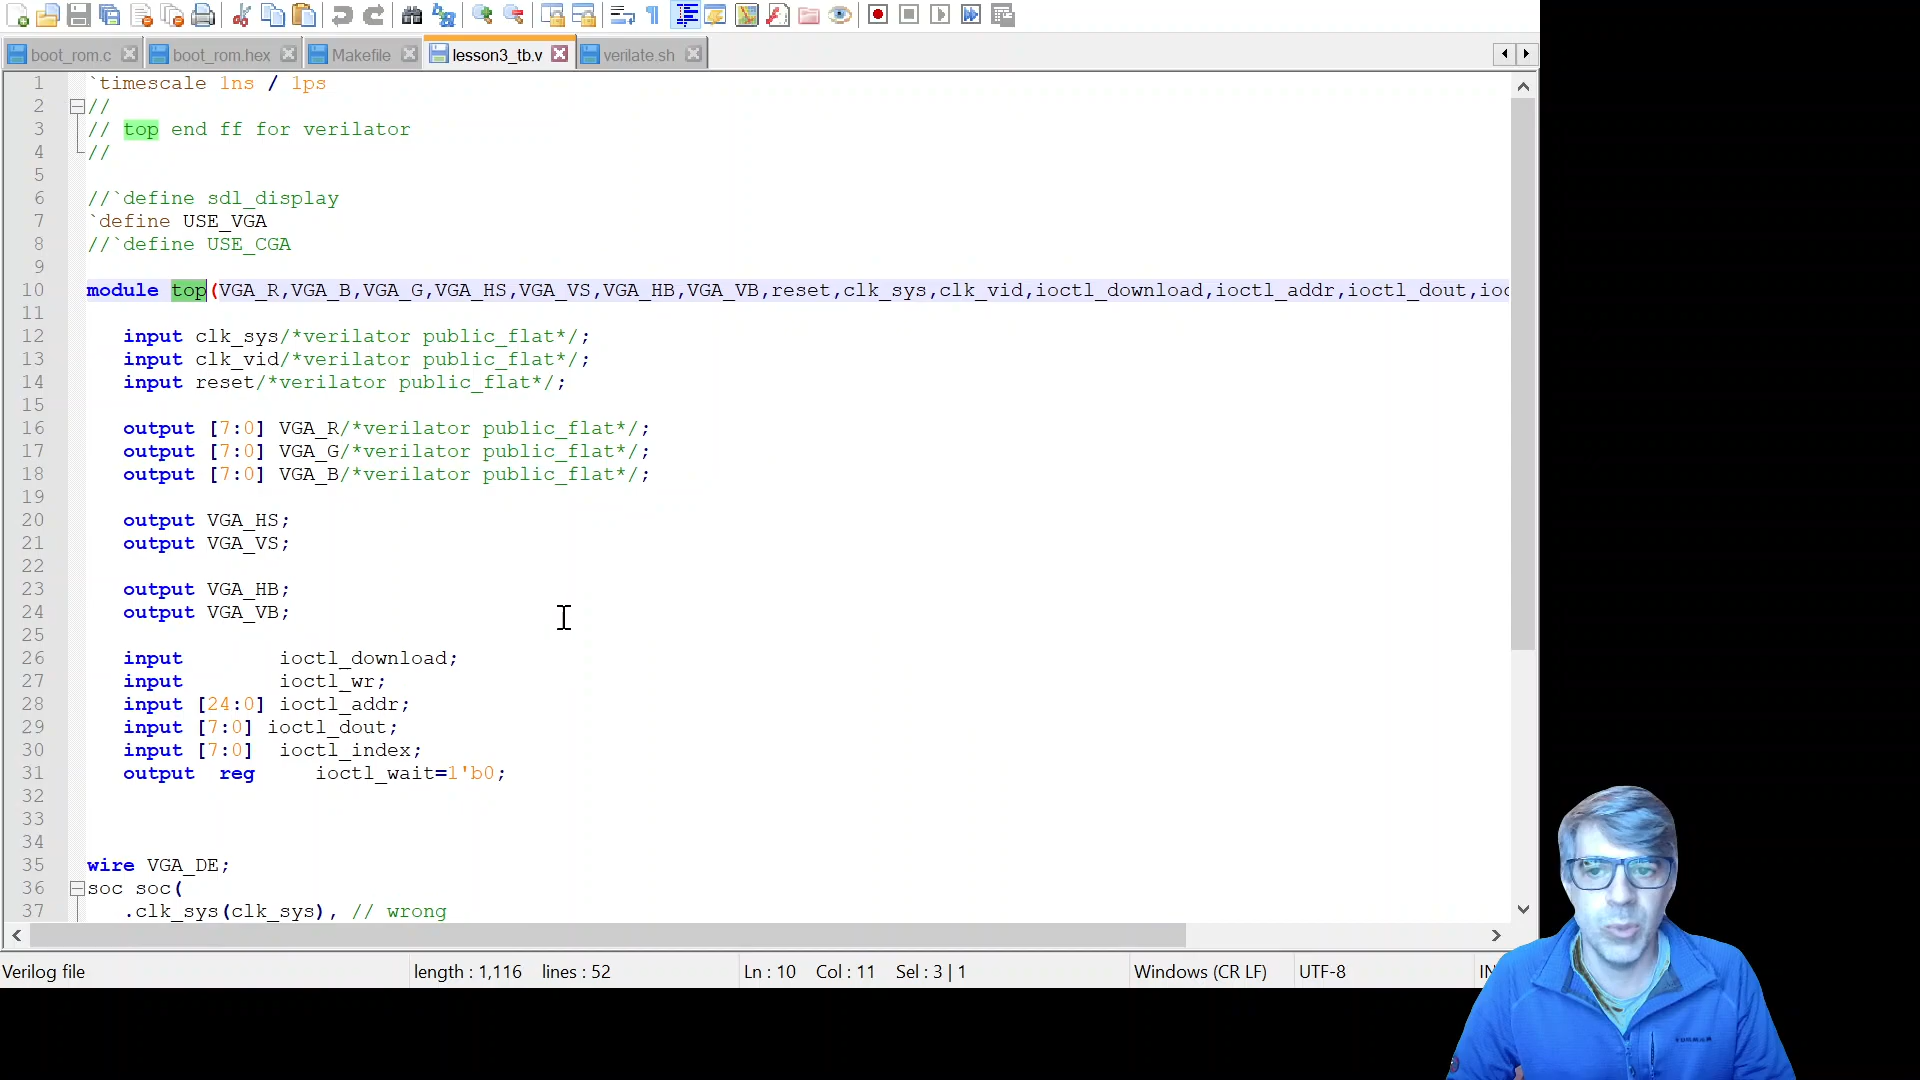 boot_rom.c
boot_rom.hex
Makefile
lesson3_tb.v
verilate.sh
1 `timescale 1ns / 1ps
2 //
3 // top end ff for verilator
4 //
5
6 //`define sdl_display
7 `define USE_VGA
8 //`define USE_CGA
9
10 module top(VGA_R,VGA_B,VGA_G,VGA_HS,VGA_VS,VGA_HB,VGA_VB,reset,clk_sys,clk_vid,ioctl_download,ioctl_addr,ioctl_dout,ioc
11
12 input clk_sys/*verilator public_flat*/;
13 input clk_vid/*verilator public_flat*/;
14 input reset/*verilator public_flat*/;
15
16 output [7:0] VGA_R/*verilator public_flat*/;
17 output [7:0] VGA_G/*verilator public_flat*/;
18 output [7:0] VGA_B/*verilator public_flat*/;
19
20 output VGA_HS;
21 output VGA_VS;
22
23 output VGA_HB;
24 output VGA_VB;
25
26 input ioctl_download;
27 input ioctl_wr;
28 input [24:0] ioctl_addr;
29 input [7:0] ioctl_dout;
30 input [7:0] ioctl_index;
31 output reg ioctl_wait=1'b0;
32
33
34
35 wire VGA_DE;
36 soc soc(
37 .clk_sys(clk_sys), // wrong
Verilog file length : 1,116 lines : 52 Ln : 10 Col : 11 Sel : 3 | 1 Windows (CR LF) UTF-8 IN